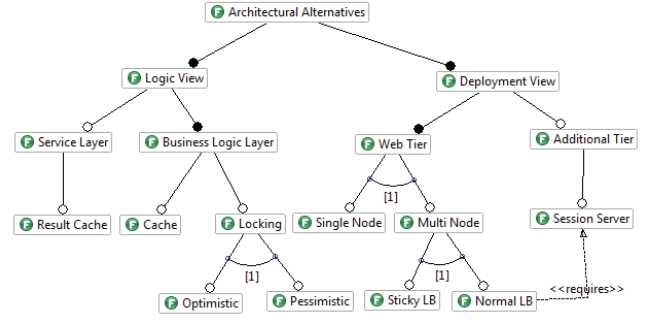 F Architectural Alternatives
F Logic View
F Deployment View
F Service Layer
F Business Logic Layer
F Web Tier
F Additional Tier
[1]
F Result Cache
F Cache
F Locking
F Single Node
F Multi Node
F Session Server
[1]
[1]
<<requires>>
F Optimistic
F Pessimistic
F Sticky LB
F Normal LB